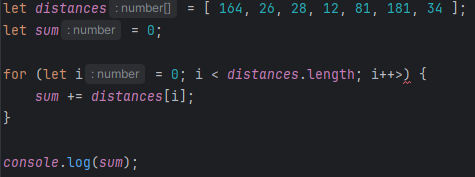 let distances : number[] = [ 164, 26, 28, 12, 81, 181, 34 ];
let sum : number = 0;
for (let i : number = 0; i < distances.length; i++>) {
sum += distances[i];
}
console.log(sum);